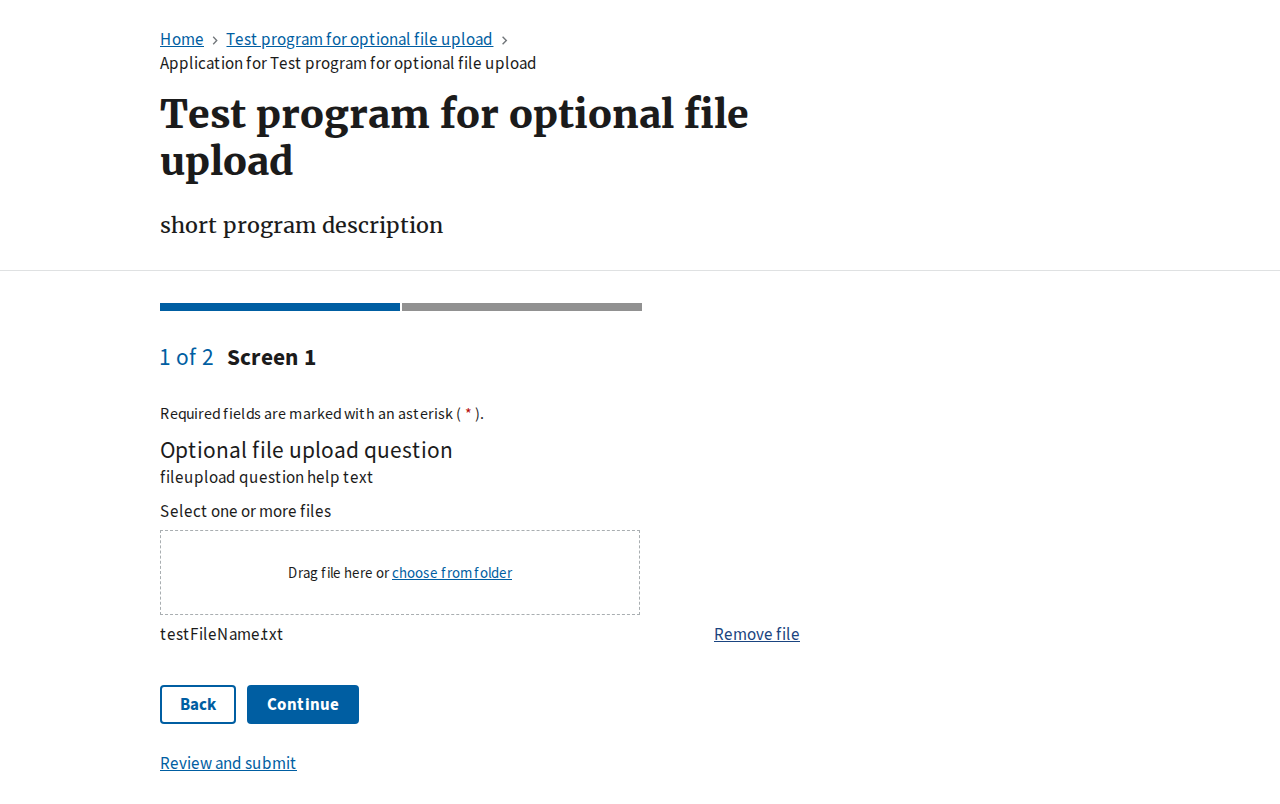 Home > Test program for optional file upload >
Application for Test program for optional file upload
Test program for optional file
upload
short program description
1 of 2 Screen 1
Required fields are marked with an asterisk ( * ).
Optional file upload question
fileupload question help text
Select one or more files
Drag file here or choose from folder
testFileName.txt Remove file
Back Continue
Review and submit